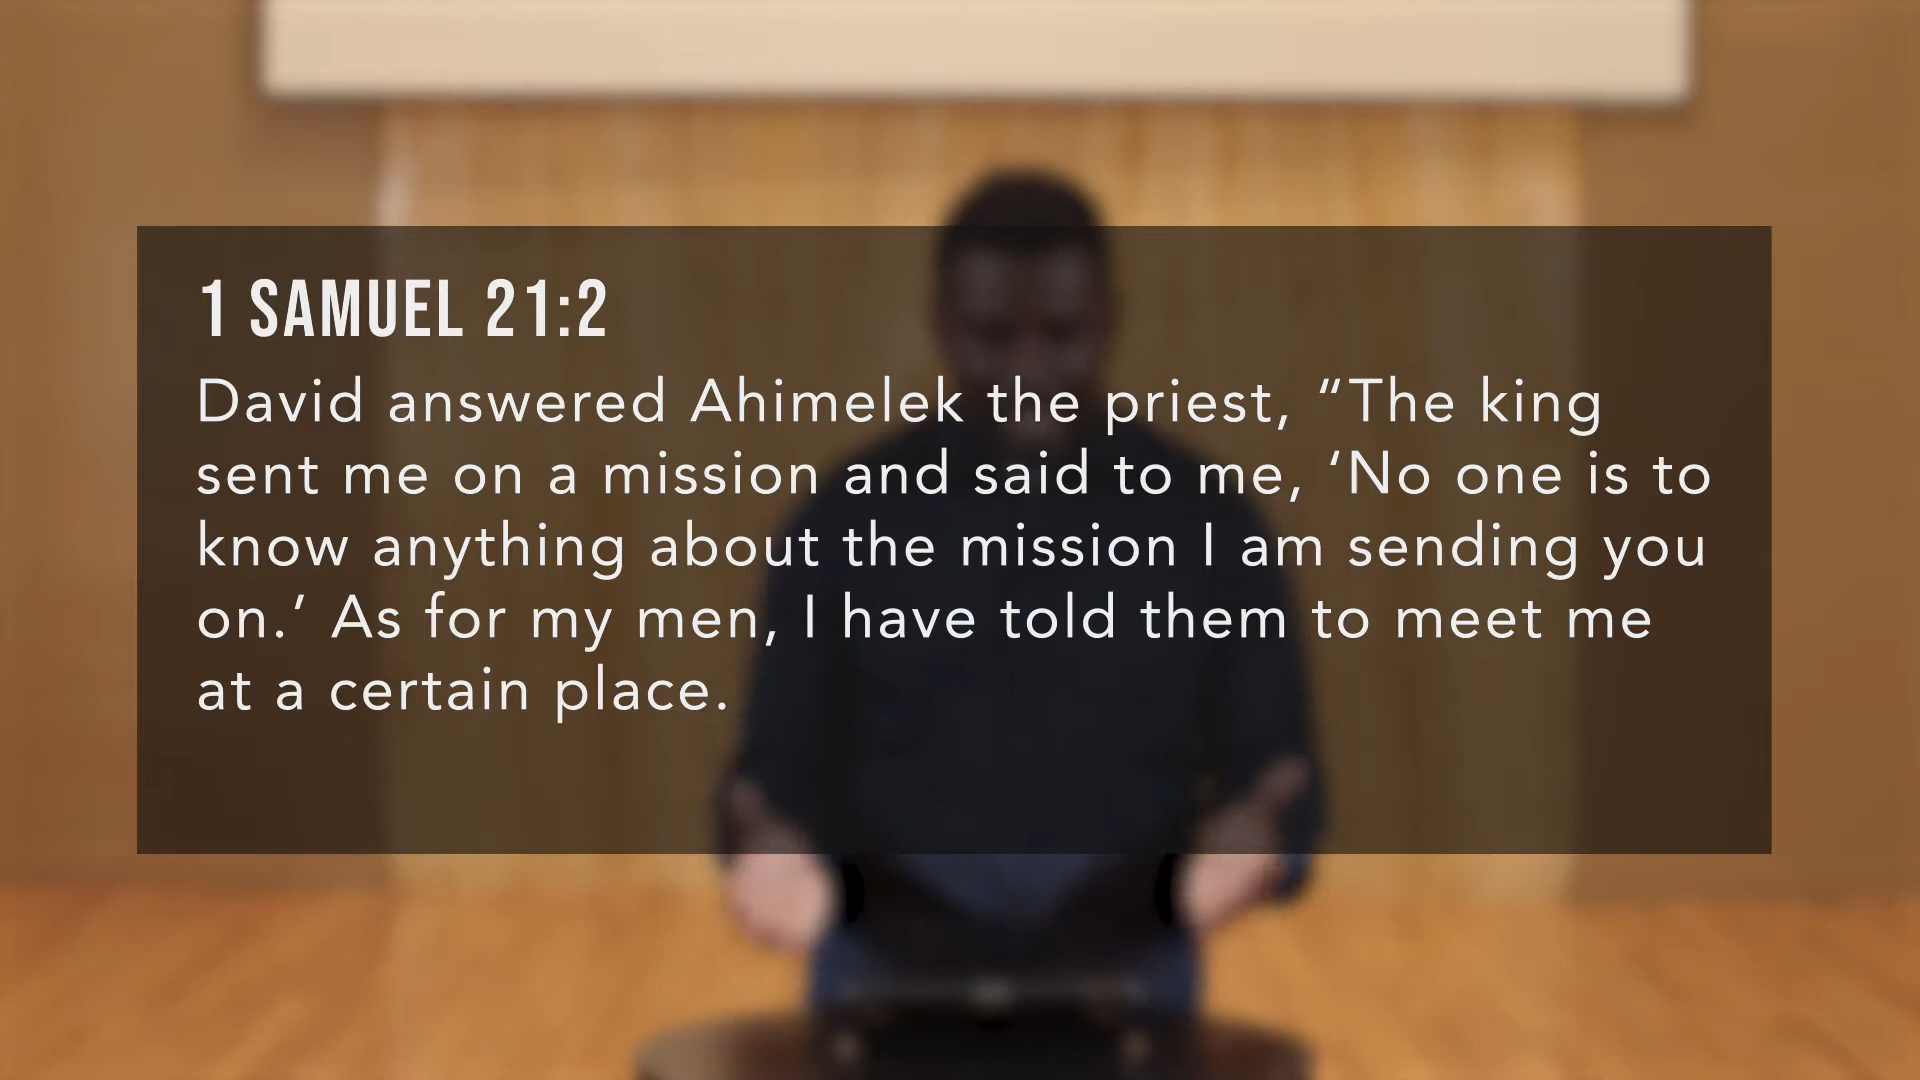 1 SAMUEL 21:2
David answered Ahimelek the priest, “The king
sent me on a mission and said to me, ‘No one is to
know anything about the mission I am sending you
on.’ As for my men, I have told them to meet me
at a certain place.